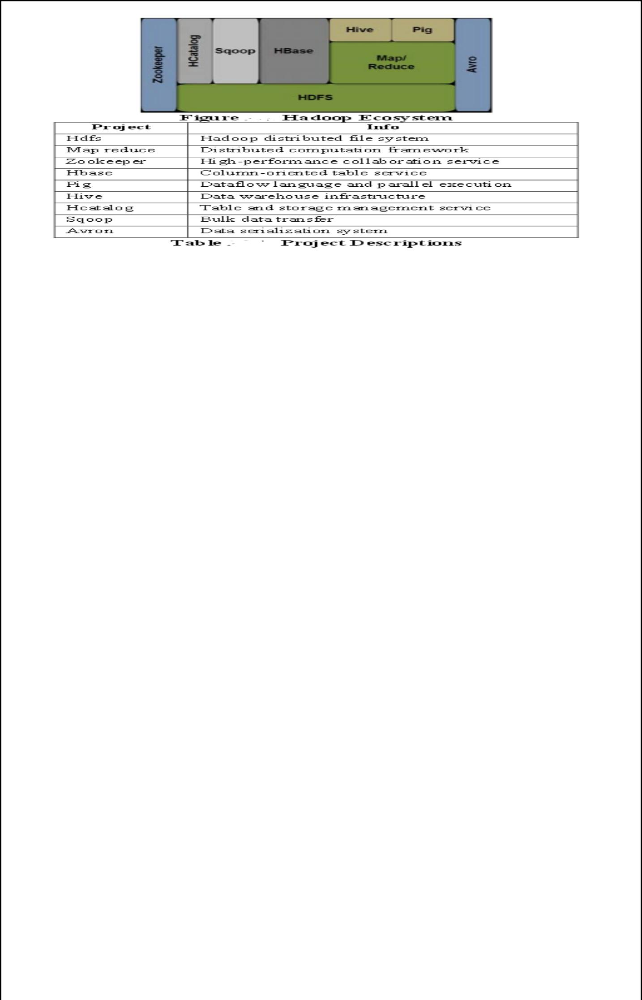 Zookeeper
HCatalog
Sqoop
HBase
Hive
Pig
Map/
Reduce
Avro
HDFS
Figure Hadoop Ecosystem
Project Info
Hdfs Hadoop distributed file system
Map reduce Distributed computation framework
Zookeeper High-performance collaboration service
Hbase Column-oriented table service
Pig Dataflow language and parallel execution
Hive Data warehouse infrastructure
Hcatalog Table and storage management service
Sqoop Bulk data transfer
Avron Data serialization system
Table Project Descriptions